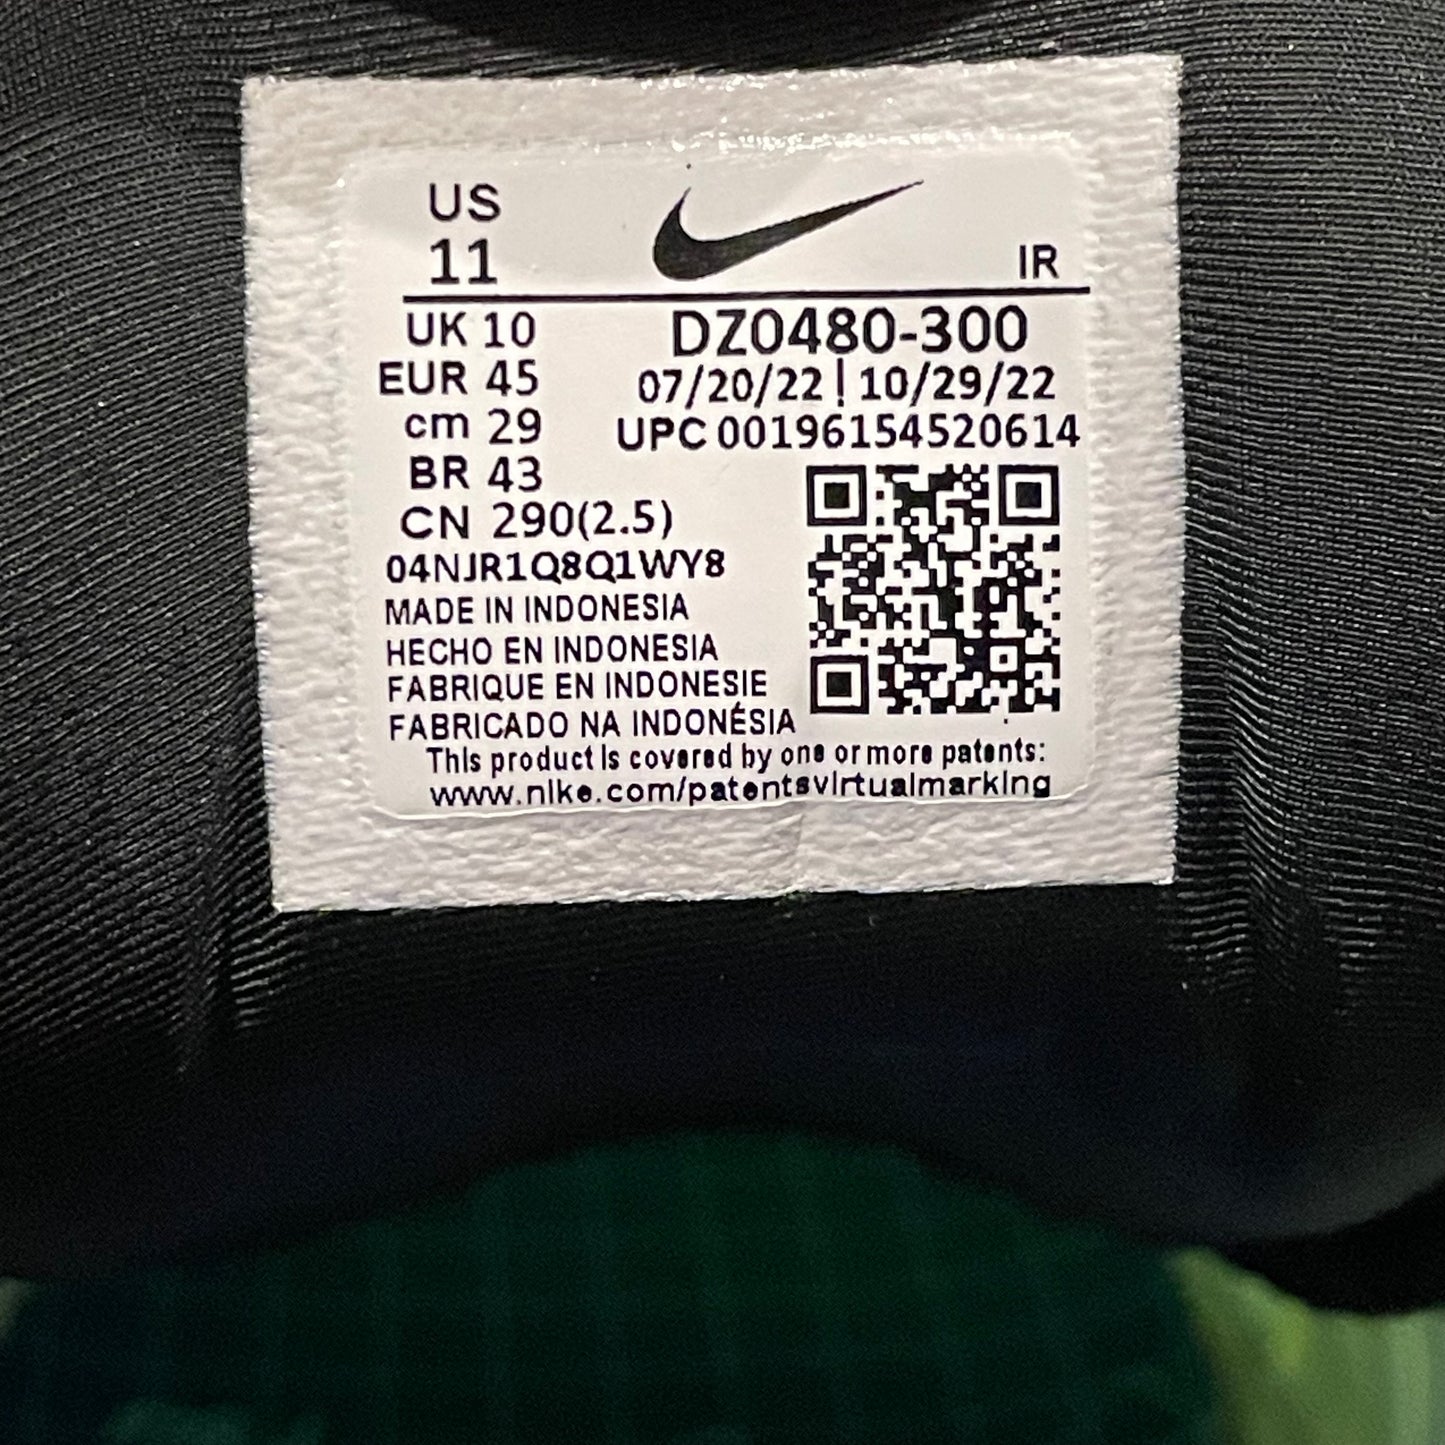 US
11
IR
UK 10
DZ0480-300
EUR 45
07/20/22 | 10/29/22
cm 29
UPC 00196154520614
BR 43
CN 290(2.5)
04NJR1Q8Q1WY8
MADE IN INDONESIA
HECHO EN INDONESIA
FABRIQUE EN INDONESIE
FABRICADO NA INDONÉSIA
This product is covered by one or more patents:
www.nike.com/patentsvirtualmarking